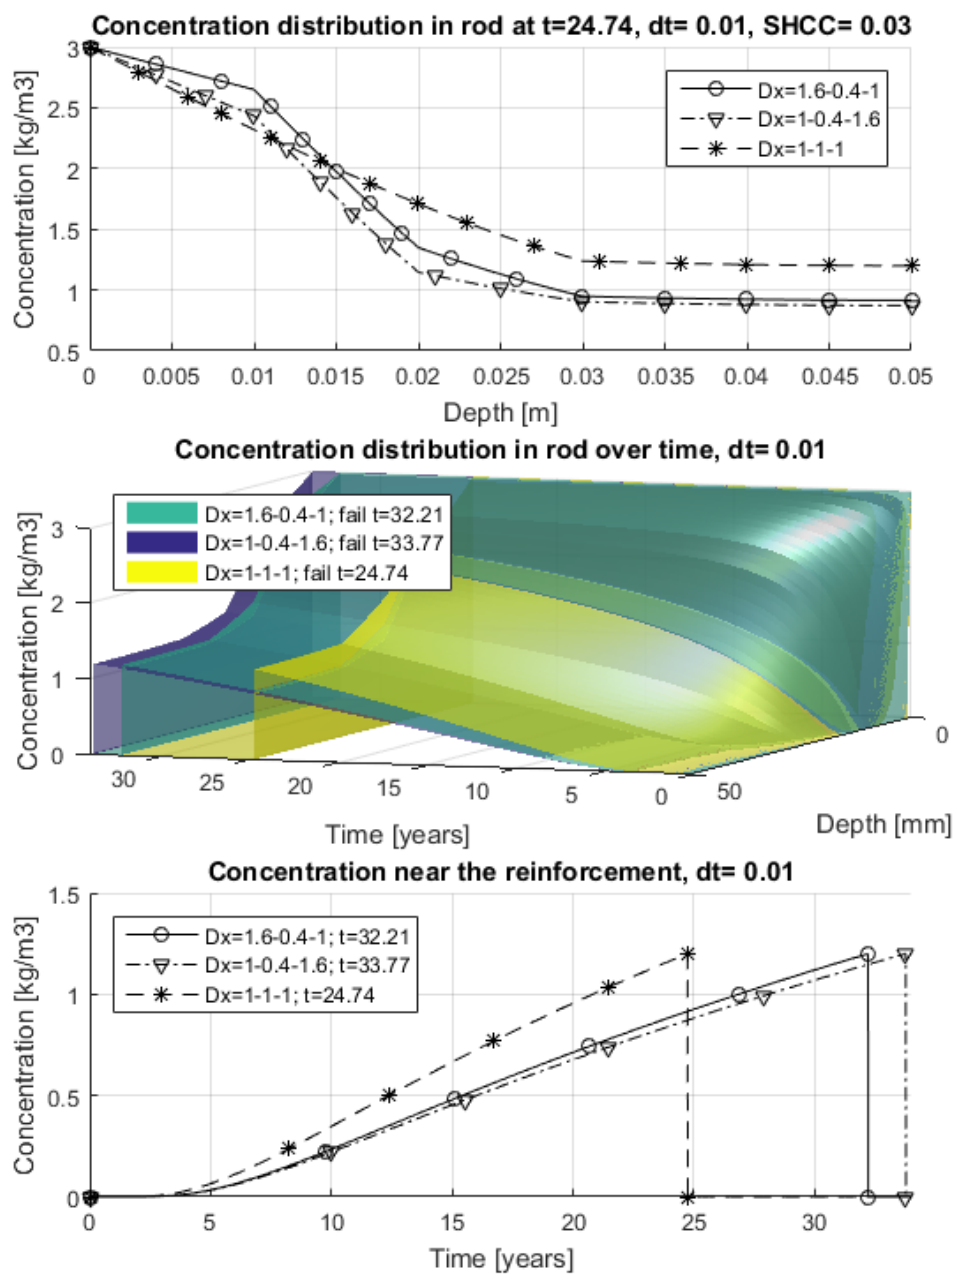 Concentration distribution in rod at t=24.74, dt= 0.01, SHCC= 0.03
Concentration [kg/m3]
3
2.5
2
1.5
1
0.5
Dx=1.6-0.4-1
Dx=1-0.4-1.6
Dx=1-1-1
0 0.005 0.01 0.015 0.02 0.025 0.03 0.035 0.04 0.045 0.05
Depth [m]
Concentration distribution in rod over time, dt= 0.01
Concentration [kg/m3]
3
2
1
0
Dx=1.6-0.4-1; fail t=32.21
Dx=1-0.4-1.6; fail t=33.77
Dx=1-1-1; fail t=24.74
30 25 20 15 10 5 0
50 0
Time [years]
Depth [mm]
Concentration near the reinforcement, dt= 0.01
Concentration [kg/m3]
1.5
1
0.5
0
Dx=1.6-0.4-1; t=32.21
Dx=1-0.4-1.6; t=33.77
Dx=1-1-1; t=24.74
0 5 10 15 20 25 30
Time [years]